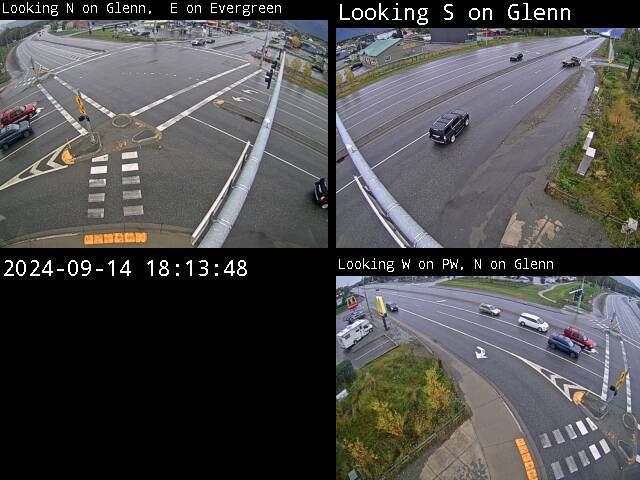 Looking N on Glenn, E on Evergreen
Looking S on Glenn
2024-09-14 18:13:48
Looking W on PW, N on Glenn